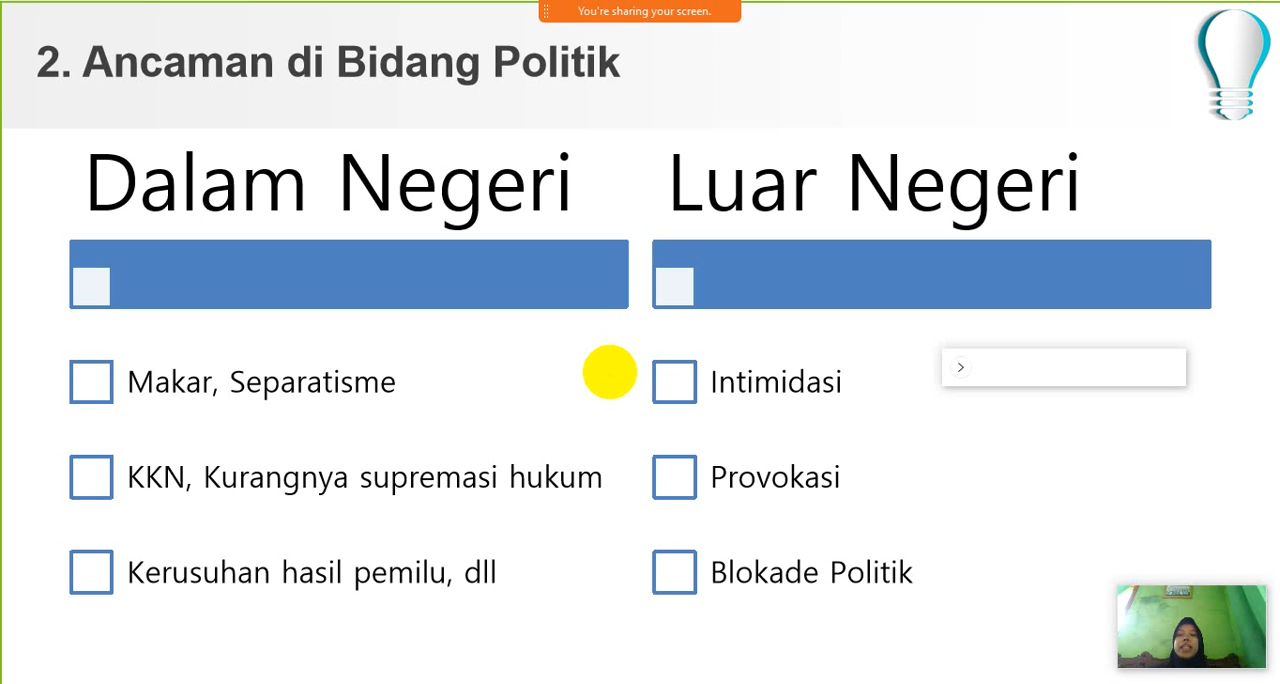 You're sharing your screen.
2. Ancaman di Bidang Politik
Dalam Negeri
Makar, Separatisme
KKN, Kurangnya supremasi hukum
Kerusuhan hasil pemilu, dll
Luar Negeri
Intimidasi
Provokasi
Blokade Politik